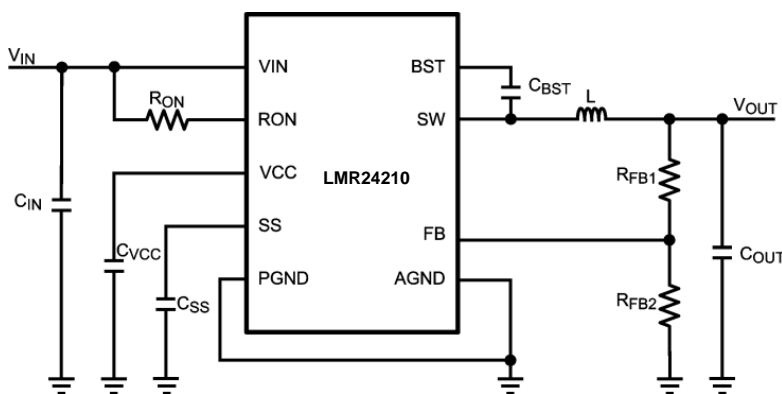 VIN
VIN
BST
CBST
L
VOUT
RON
RON
SW
VCC
LMR24210
RFB1
CIN
SS
FB
CVCC
COUT
PGND
AGND
CSS
RFB2